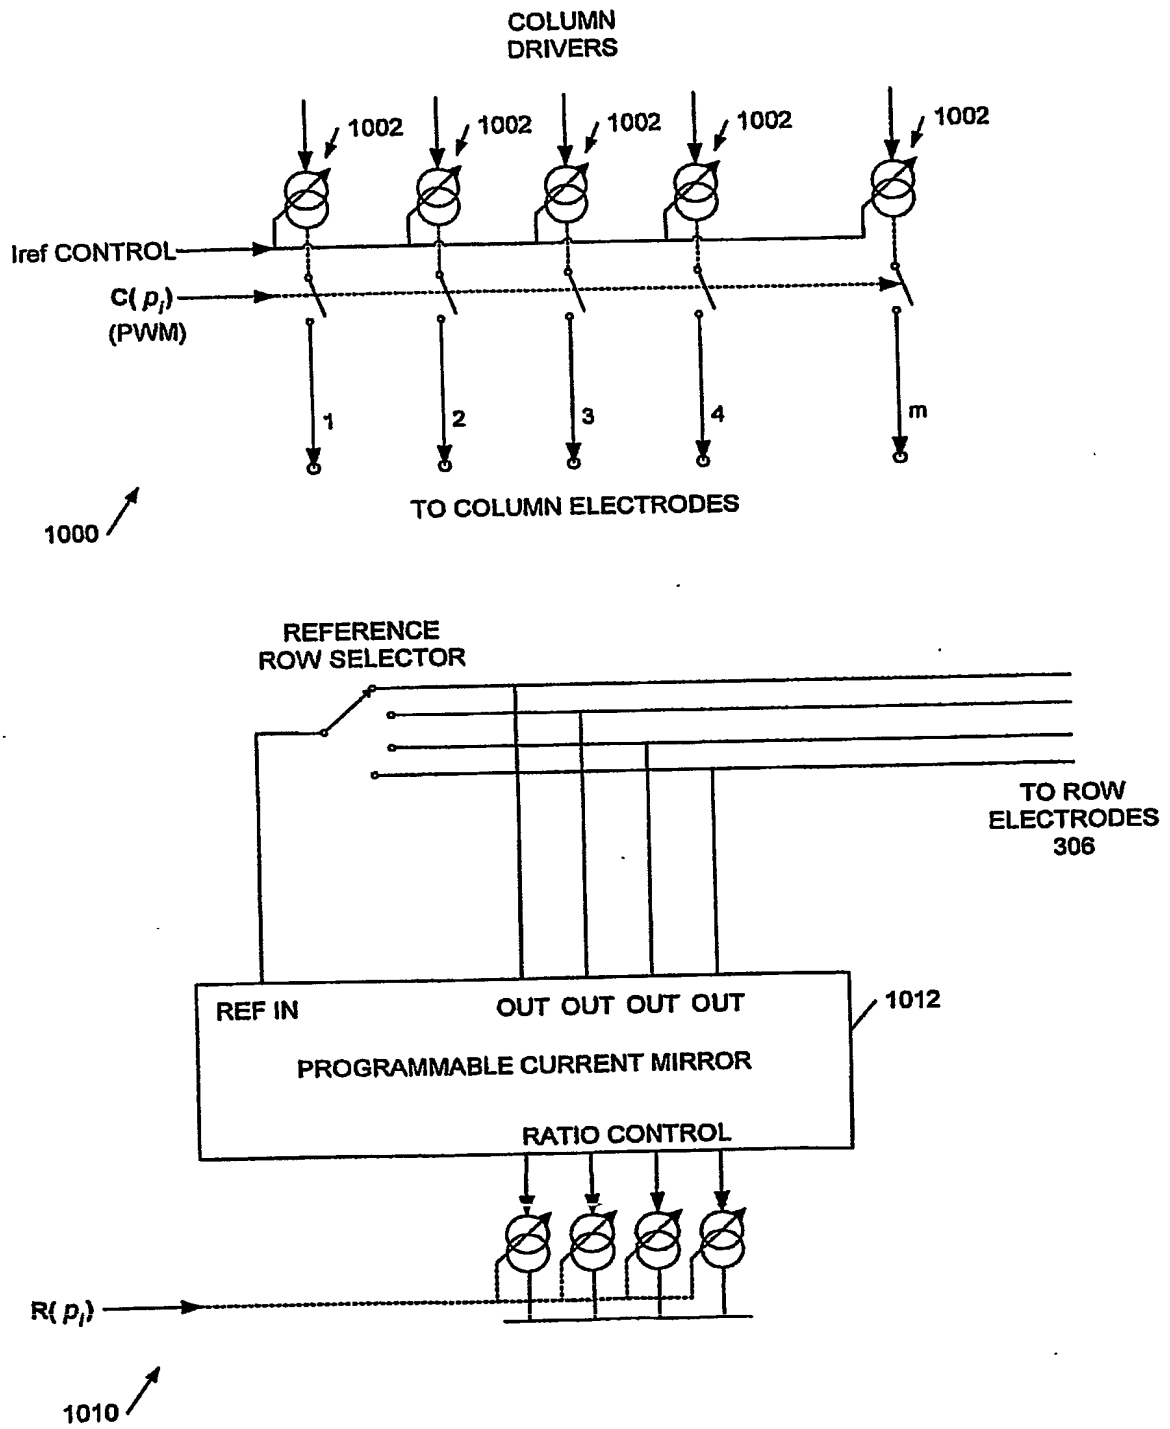 COLUMN
DRIVERS
1002
1002
1002
1002
1002
Iref CONTROL
C( pi)
(PWM)
1
2
3
4
m
TO COLUMN ELECTRODES
1000
REFERENCE
ROW SELECTOR
TO ROW
ELECTRODES
306
REF IN
OUT OUT OUT OUT
1012
PROGRAMMABLE CURRENT MIRROR
RATIO CONTROL
R( pi)
1010